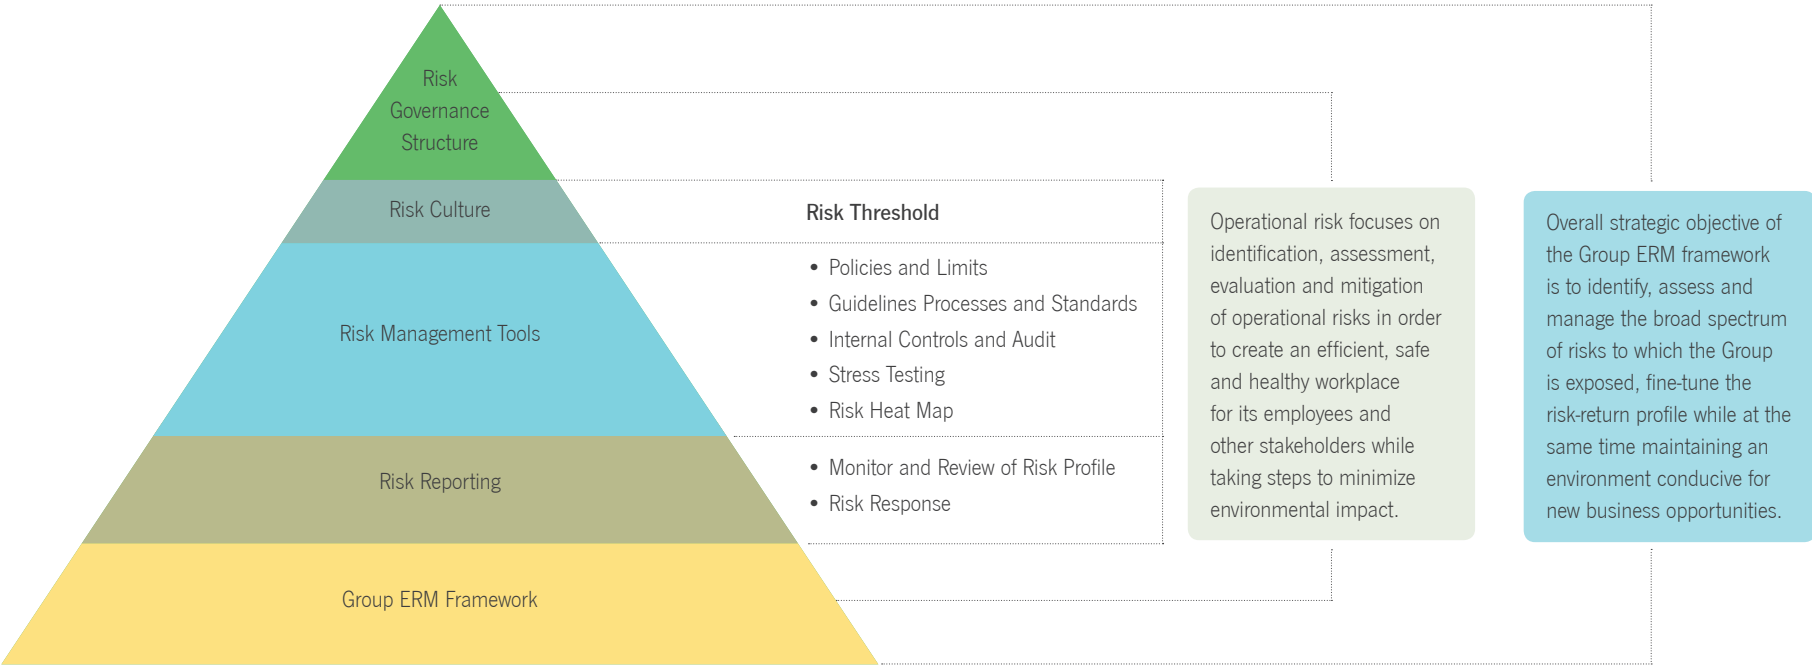 Risk
Governance
Structure
Risk Culture
Risk Management Tools
Risk Reporting
Group ERM Framework
Risk Threshold
• Policies and Limits
• Guidelines Processes and Standards
• Internal Controls and Audit
• Stress Testing
• Risk Heat Map
• Monitor and Review of Risk Profile
• Risk Response
Operational risk focuses on
identification, assessment,
evaluation and mitigation
of operational risks in order
to create an efficient, safe
and healthy workplace
for its employees and
other stakeholders while
taking steps to minimize
environmental impact.
Overall strategic objective of
the Group ERM framework
is to identify, assess and
manage the broad spectrum
of risks to which the Group
is exposed, fine-tune the
risk-return profile while at the
same time maintaining an
environment conducive for
new business opportunities.